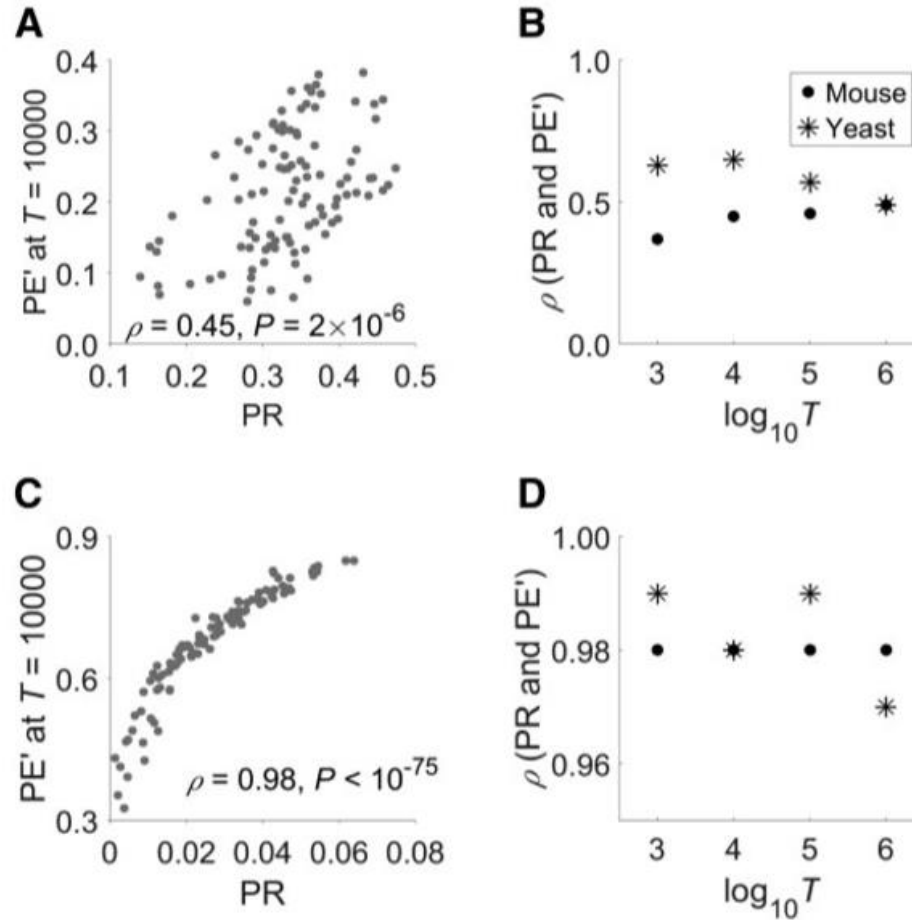 A
PE' at T = 10000
0.4
0.3
0.2
0.1
0.0
ρ = 0.45, P = 2×10⁻⁶
0.1 0.2 0.3 0.4 0.5
PR
B
ρ (PR and PE')
1.0
0.5
0.0
Mouse
Yeast
3 4 5 6
log₁₀T
C
PE' at T = 10000
0.9
0.6
0.3
ρ = 0.98, P < 10⁻⁷⁵
0 0.02 0.04 0.06 0.08
PR
D
ρ (PR and PE')
1.00
0.98
0.96
3 4 5 6
log₁₀T